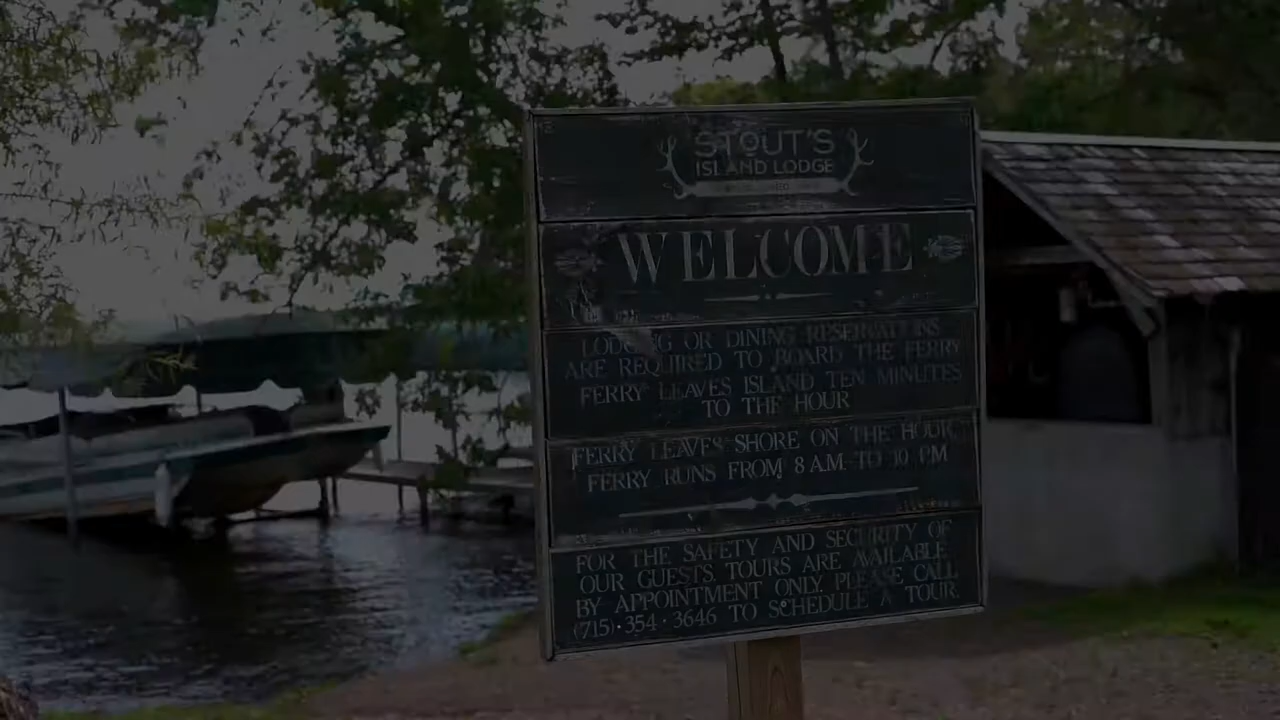 STOUT'S
ISLAND LODGE
WELCOME
LODGING OR DINING RESERVATIONS
ARE REQUIRED TO BOARD THE FERRY
FERRY LEAVES ISLAND TEN MINUTES
TO THE HOUR
FERRY LEAVES SHORE ON THE HOUR
FERRY RUNS FROM 8 A.M. TO 10 P.M
FOR THE SAFETY AND SECURITY OF
OUR GUESTS, TOURS ARE AVAILABLE
BY APPOINTMENT ONLY. PLEASE CALL
(715)·354·3646 TO SCHEDULE A TOUR.